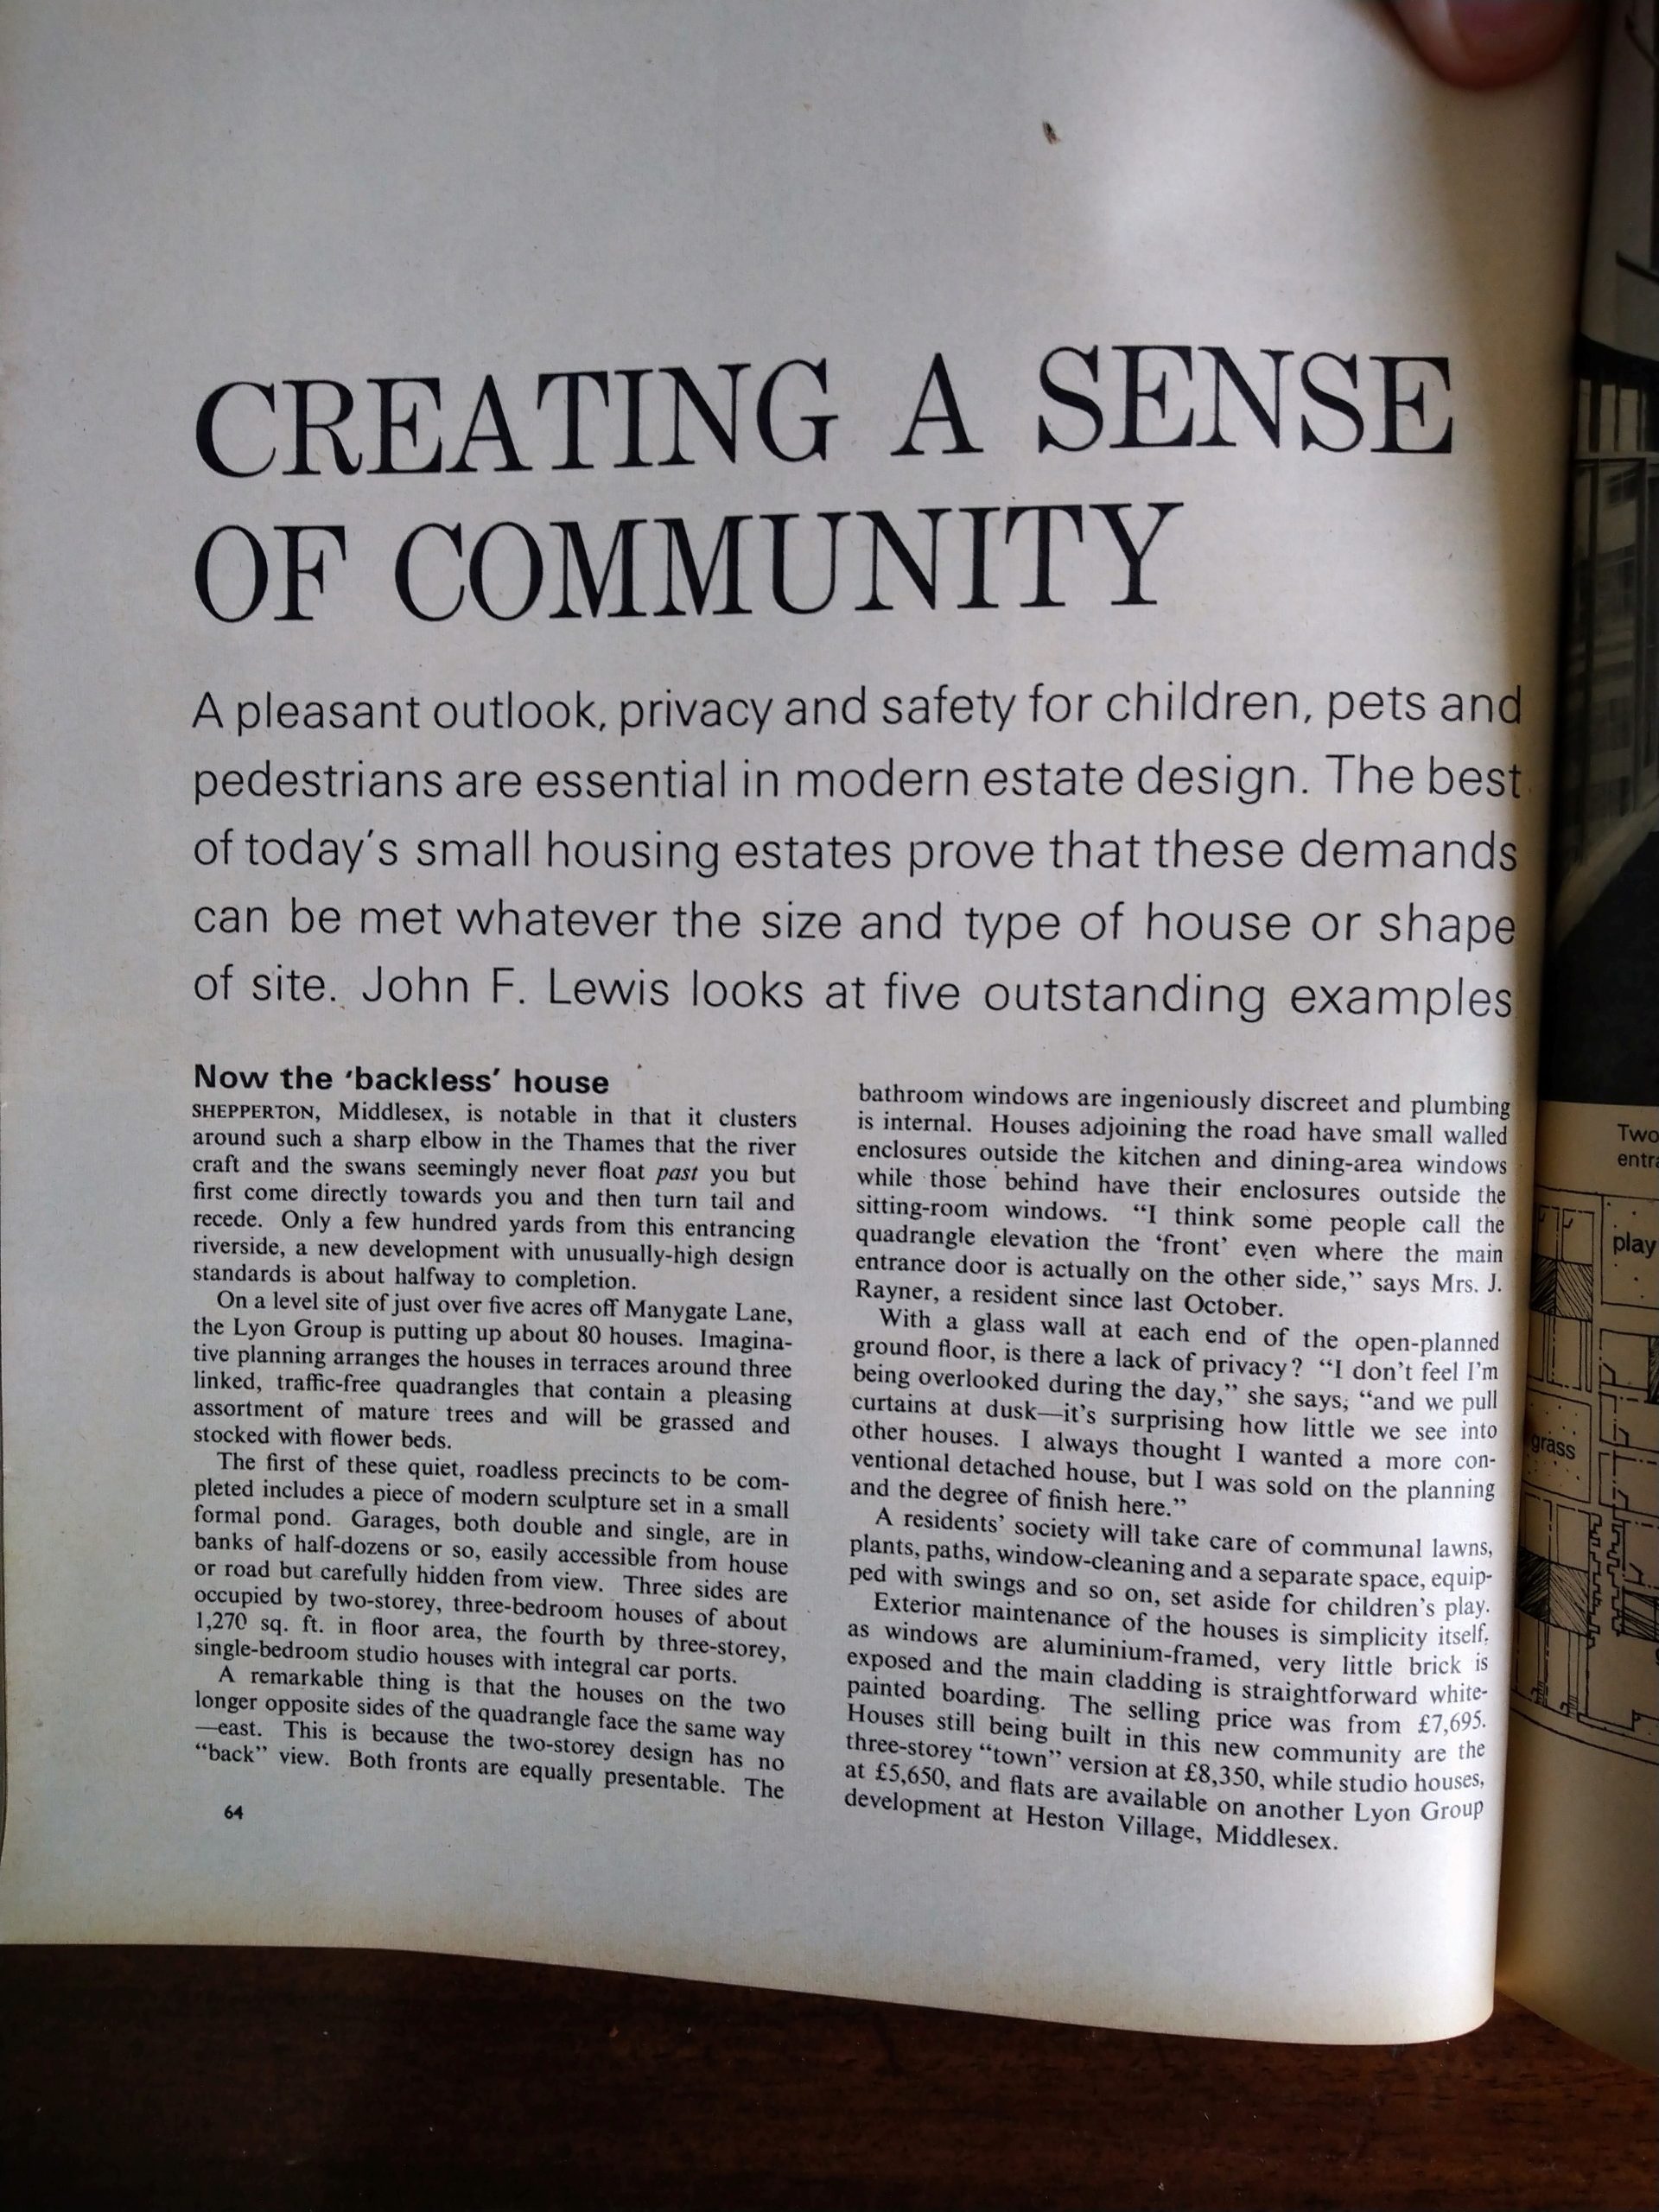 CREATING A SENSE
OF COMMUNITY
A pleasant outlook, privacy and safety for children, pets and
pedestrians are essential in modern estate design. The best
of today's small housing estates prove that these demands
can be met whatever the size and type of house or shape
of site. John F. Lewis looks at five outstanding examples
Now the ‘backless’ house
SHEPPERTON, Middlesex, is notable in that it clusters
around such a sharp elbow in the Thames that the river
craft and the swans seemingly never float past you but
first come directly towards you and then turn tail and
recede. Only a few hundred yards from this entrancing
riverside, a new development with unusually-high design
standards is about halfway to completion.
On a level site of just over five acres off Manygate Lane,
the Lyon Group is putting up about 80 houses. Imagina-
tive planning arranges the houses in terraces around three
linked, traffic-free quadrangles that contain a pleasing
assortment of mature trees and will be grassed and
stocked with flower beds.
The first of these quiet, roadless precincts to be com-
pleted includes a piece of modern sculpture set in a small
formal pond. Garages, both double and single, are in
banks of half-dozens or so, easily accessible from house
or road but carefully hidden from view. Three sides are
occupied by two-storey, three-bedroom houses of about
1,270 sq. ft. in floor area, the fourth by three-storey,
single-bedroom studio houses with integral car ports.
A remarkable thing is that the houses on the two
longer opposite sides of the quadrangle face the same way
—east. This is because the two-storey design has no
“back” view. Both fronts are equally presentable. The
64
bathroom windows are ingeniously discreet and plumbing
is internal. Houses adjoining the road have small walled
enclosures outside the kitchen and dining-area windows
while those behind have their enclosures outside the
sitting-room windows. “I think some people call the
quadrangle elevation the ‘front’ even where the main
entrance door is actually on the other side,” says Mrs. J.
Rayner, a resident since last October.
With a glass wall at each end of the open-planned
ground floor, is there a lack of privacy? “I don’t feel I’m
being overlooked during the day,” she says, “and we pull
curtains at dusk—it’s surprising how little we see into
other houses. I always thought I wanted a more con-
ventional detached house, but I was sold on the planning
and the degree of finish here.”
A residents’ society will take care of communal lawns,
plants, paths, window-cleaning and a separate space, equip-
ped with swings and so on, set aside for children’s play.
Exterior maintenance of the houses is simplicity itself,
as windows are aluminium-framed, very little brick is
exposed and the main cladding is straightforward white-
painted boarding. The selling price was from £7,695.
Houses still being built in this new community are the
three-storey “town” version at £8,350, while studio houses,
at £5,650, and flats are available on another Lyon Group
development at Heston Village, Middlesex.
Two
entra
play
grass